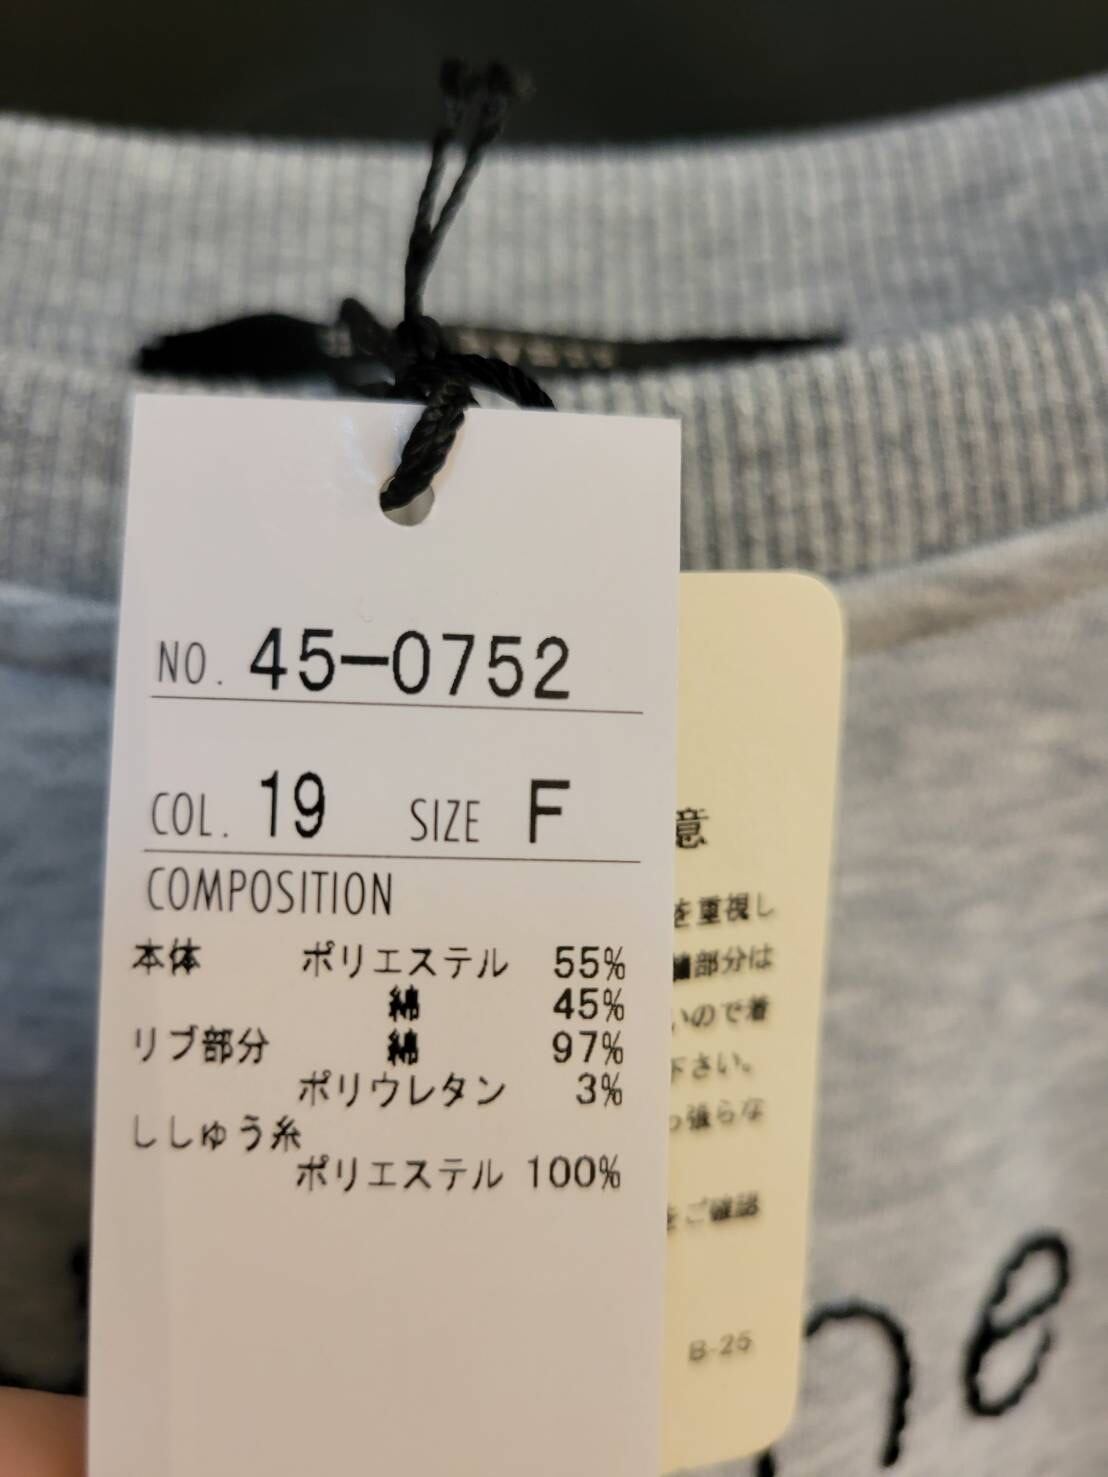 NO. 45-0752
COL. 19 SIZE F
COMPOSITION
本体 ポリエステル 55%
綿 45%
リブ部分 綿 97%
ポリウレタン 3%
ししゅう糸
ポリエステル 100%
意
を重視し
部分は
いので着
下さい。
っ張らな
をご確認
B-25
he